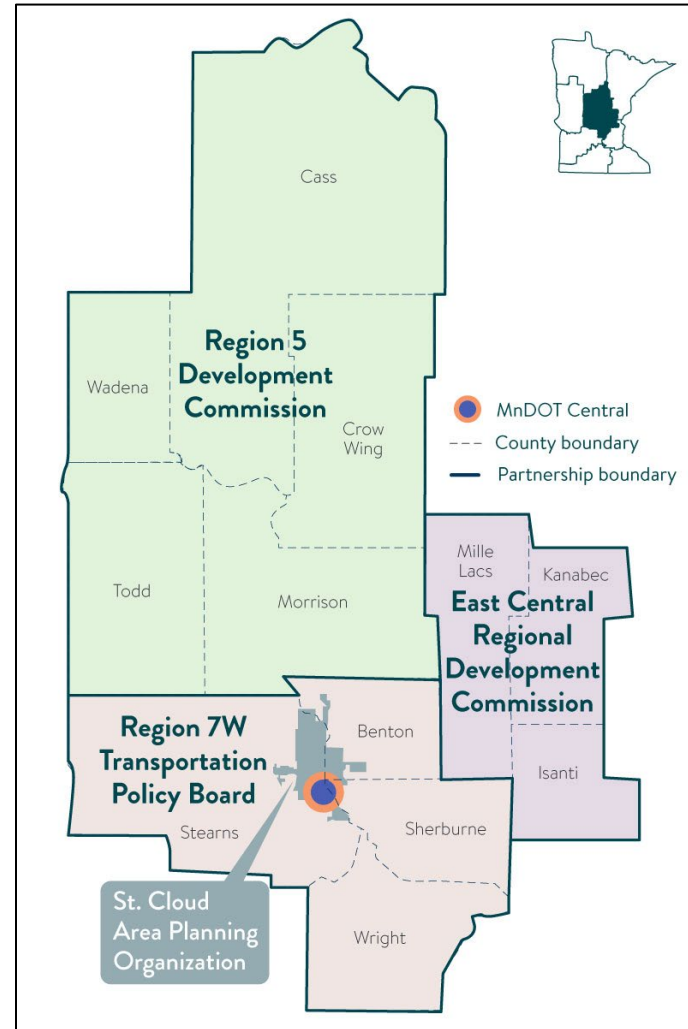 Cass
Region 5
Development
Commission
Wadena
Crow
Wing
MnDOT Central
County boundary
Partnership boundary
Todd
Morrison
Mille
Lacs
Kanabec
East Central
Regional
Development
Commission
Isanti
Region 7W
Transportation
Policy Board
Benton
Stearns
Sherburne
St. Cloud
Area Planning
Organization
Wright